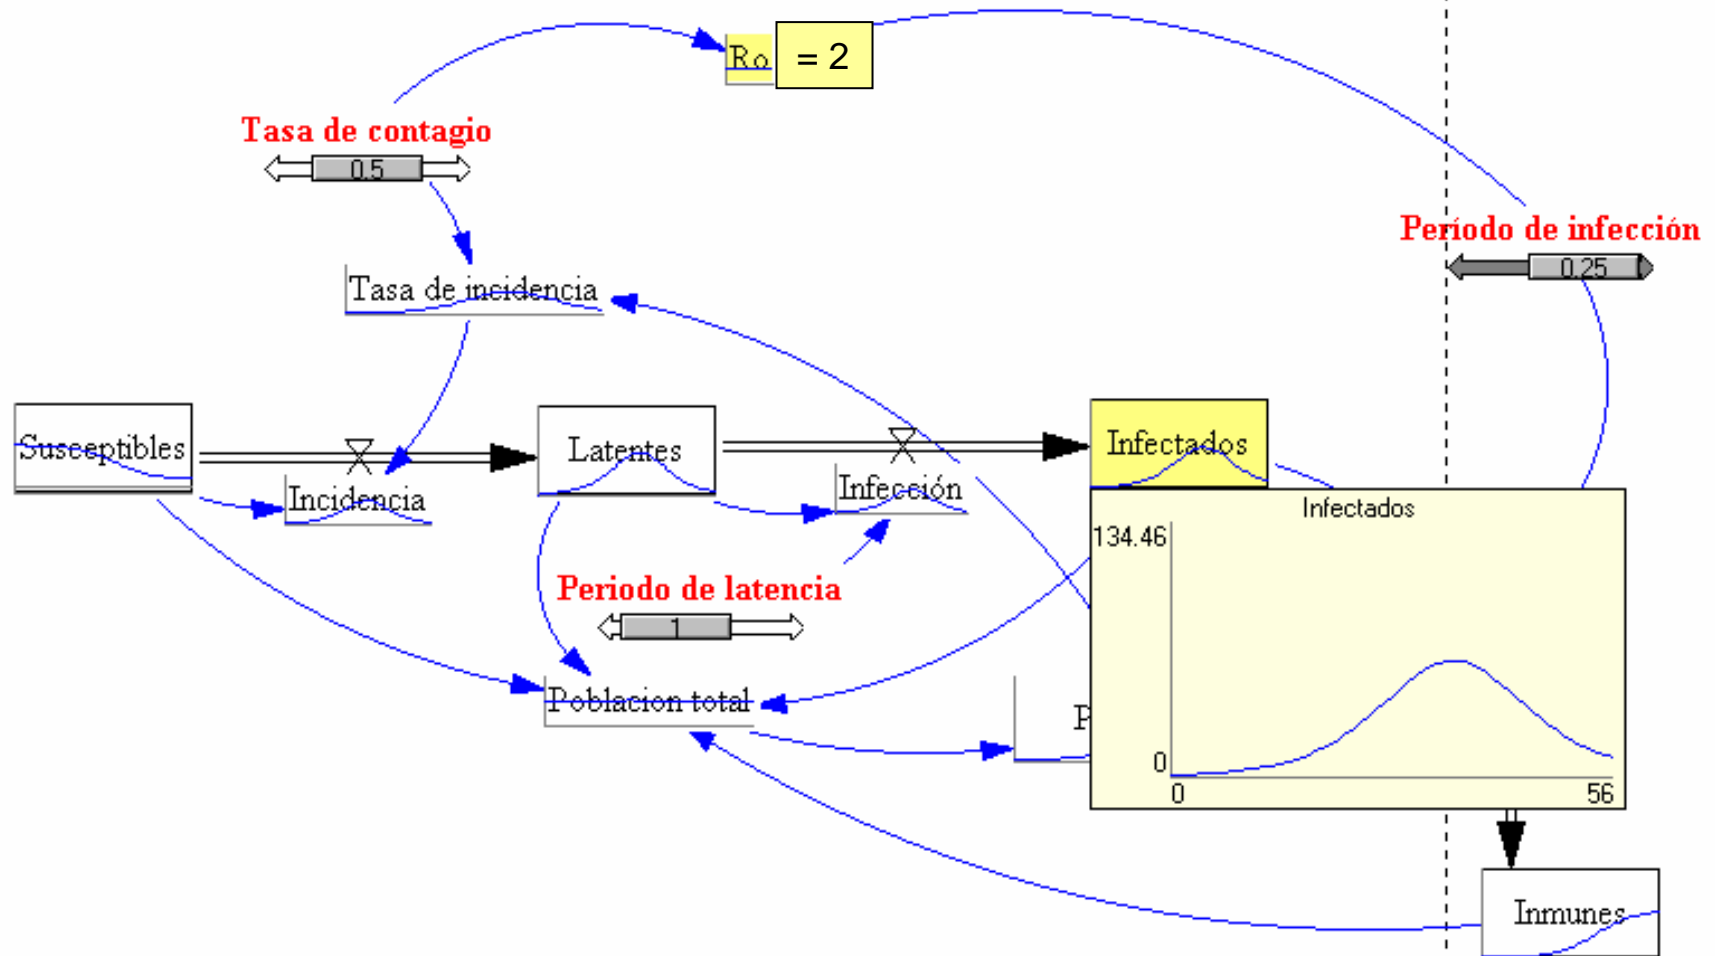 Ro = 2
Tasa de contagio
0.5
Período de infección
0.25
Tasa de incidencia
Susceptibles
Latentes
Infectados
Incidencia
Infección
Infectados
134.46
0
0
56
Periodo de latencia
1
Poblacion total
P
Inmunes